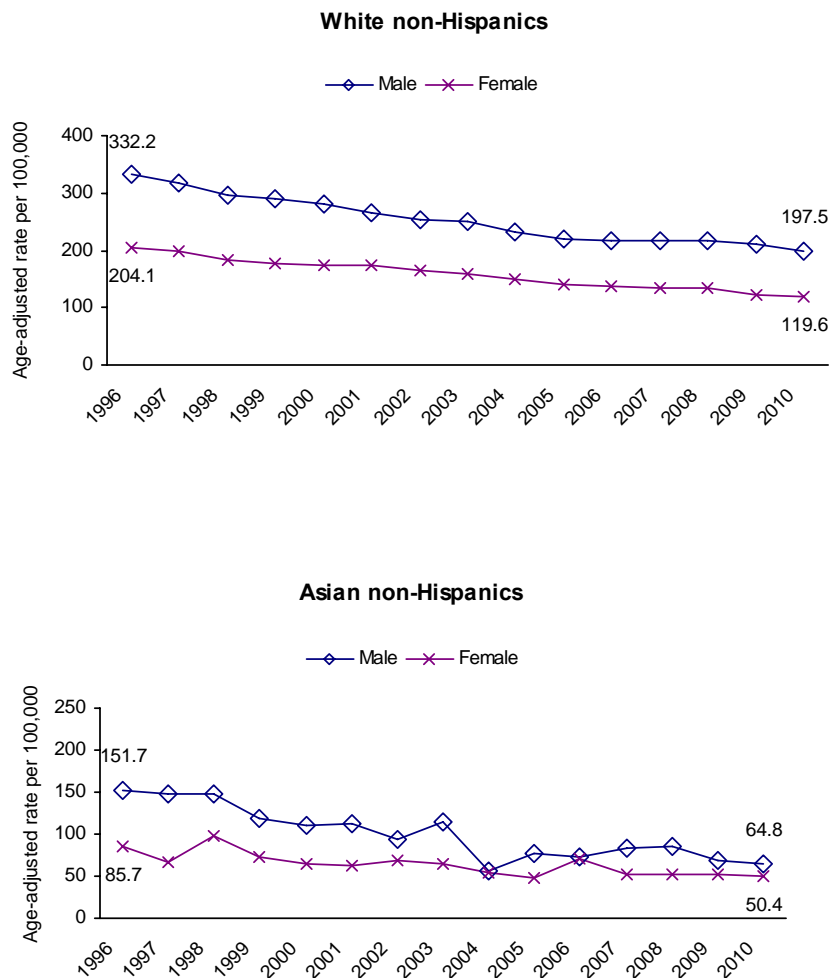 White non-Hispanics
Male Female
Age-adjusted rate per 100,000
400
300
200
100
0
332.2
204.1
197.5
119.6
1996 1997 1998 1999 2000 2001 2002 2003 2004 2005 2006 2007 2008 2009 2010
Asian non-Hispanics
Male Female
Age-adjusted rate per 100,000
250
200
150
100
50
0
151.7
85.7
64.8
50.4
1996 1997 1998 1999 2000 2001 2002 2003 2004 2005 2006 2007 2008 2009 2010